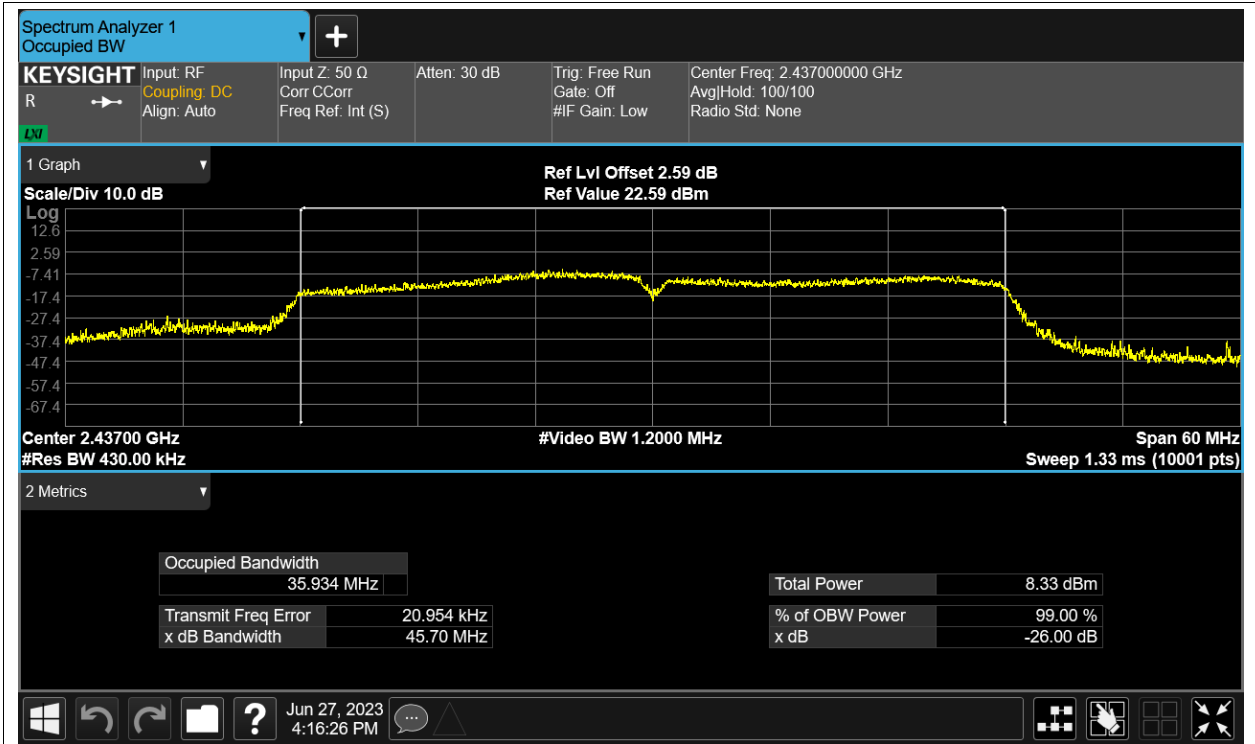 Spectrum Analyzer 1
Occupied BW
KEYSIGHT
R
LXI
Input: RF
Coupling: DC
Align: Auto
Input Z: 50 Ω
Corr CCorr
Freq Ref: Int (S)
Atten: 30 dB
Trig: Free Run
Gate: Off
#IF Gain: Low
Center Freq: 2.437000000 GHz
Avg|Hold: 100/100
Radio Std: None
1 Graph
Scale/Div 10.0 dB
Ref Lvl Offset 2.59 dB
Ref Value 22.59 dBm
Log
12.6
2.59
-7.41
-17.4
-27.4
-37.4
-47.4
-57.4
-67.4
Center 2.43700 GHz
#Video BW 1.2000 MHz
Span 60 MHz
#Res BW 430.00 kHz
Sweep 1.33 ms (10001 pts)
2 Metrics
Occupied Bandwidth
35.934 MHz
Transmit Freq Error 20.954 kHz
x dB Bandwidth 45.70 MHz
Total Power 8.33 dBm
% of OBW Power 99.00 %
x dB -26.00 dB
Jun 27, 2023
4:16:26 PM